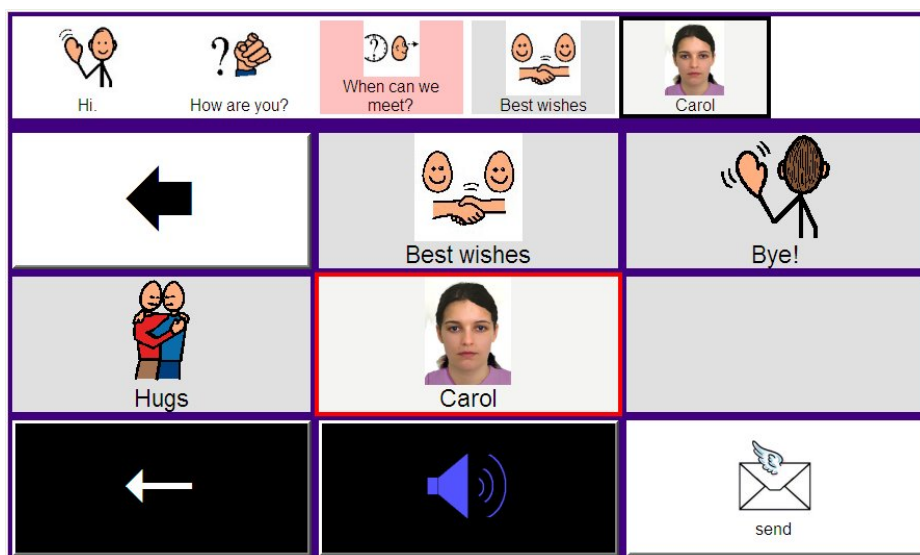 Hi.
How are you?
When can we
meet?
Best wishes
Carol
Best wishes
Bye!
Hugs
Carol
send